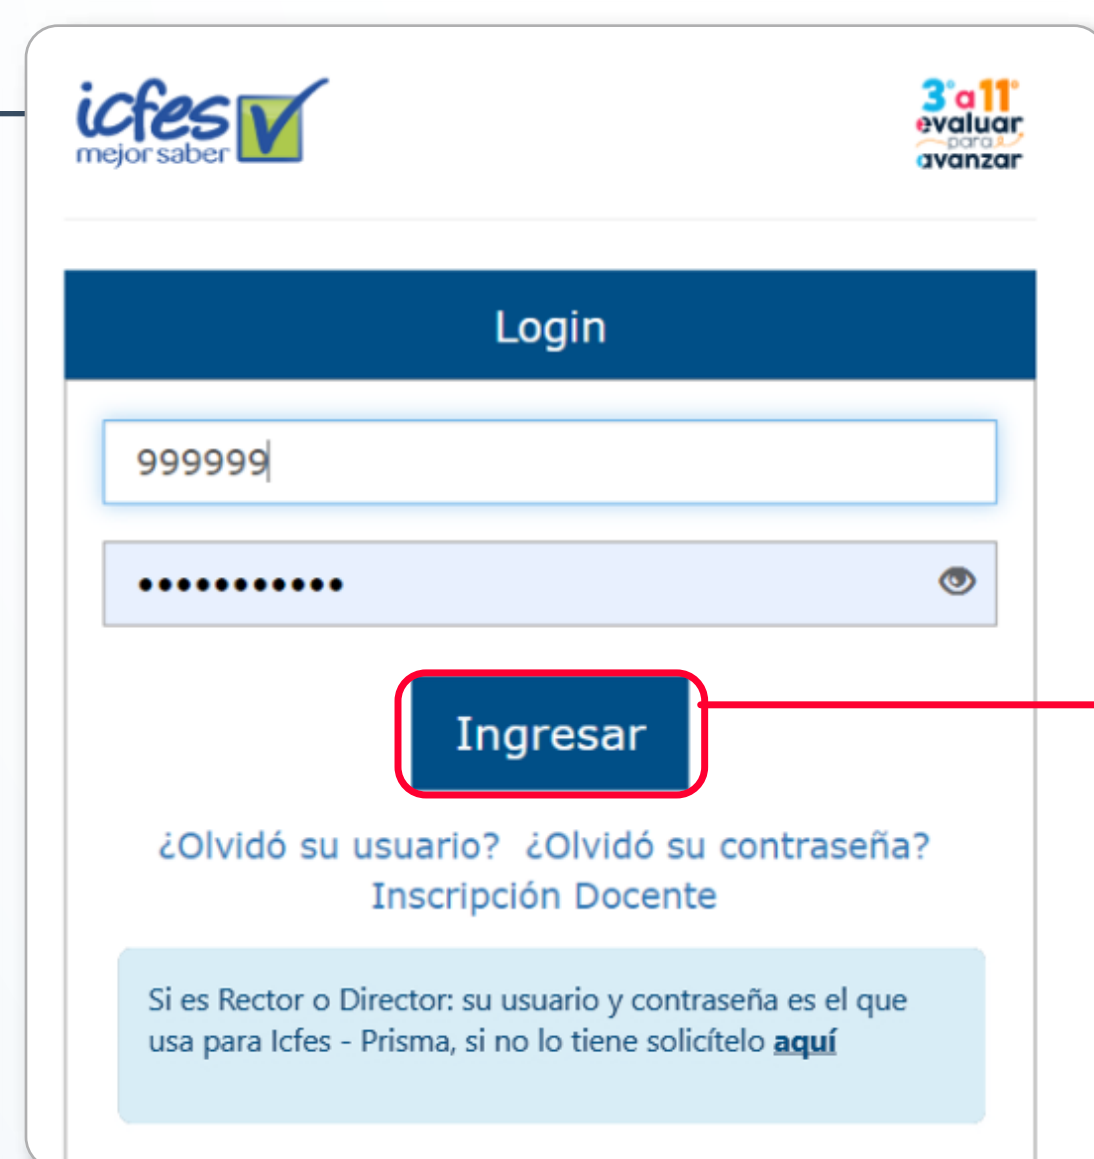 icfes
mejor saber
3° a 11°
evaluar
para
avanzar
Login
999999
•••••••••••
Ingresar
¿Olvidó su usuario? ¿Olvidó su contraseña?
Inscripción Docente
Si es Rector o Director: su usuario y contraseña es el que
usa para Icfes - Prisma, si no lo tiene solicítelo aquí